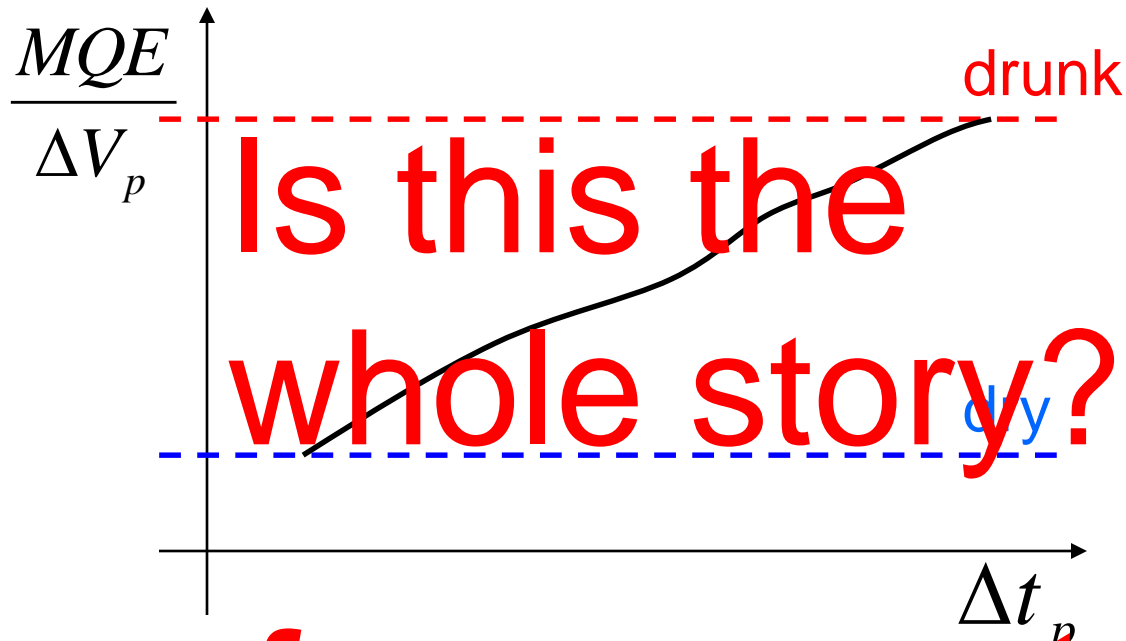 MQE
ΔV_p
drunk
Is this the
whole story?
dry
Δt_p